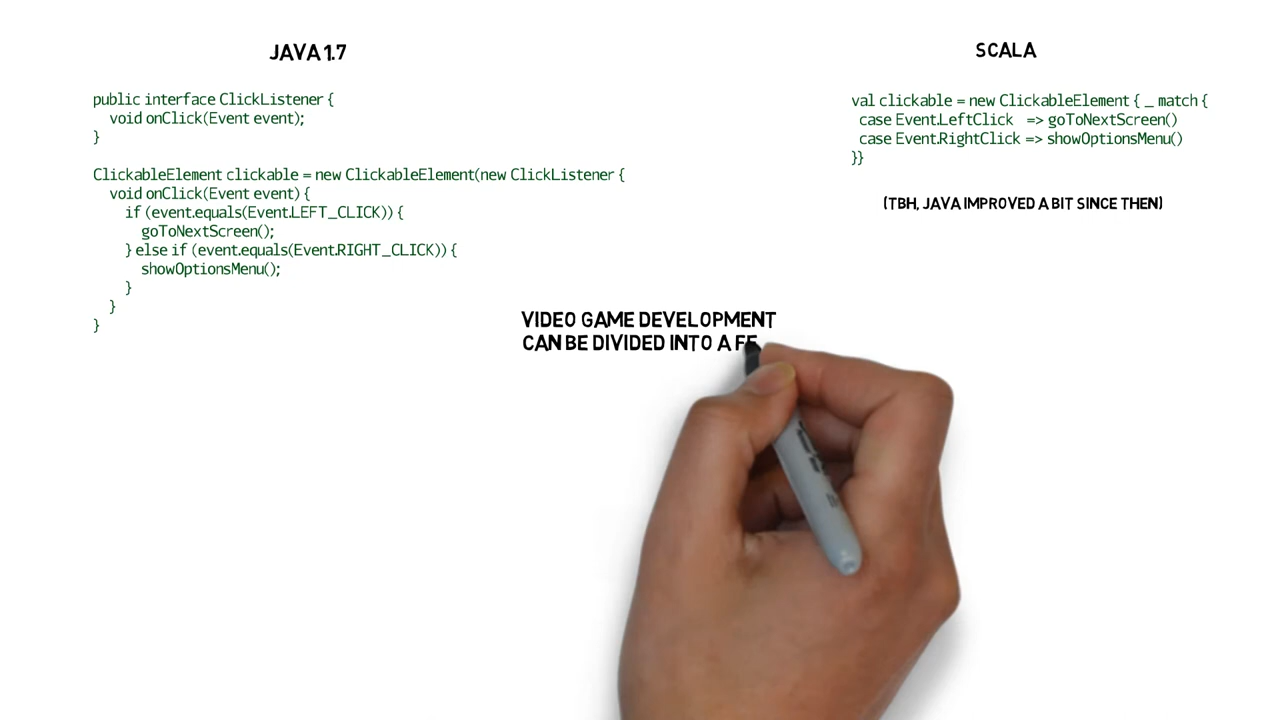 JAVA 1.7
public interface ClickListener {
  void onClick(Event event);
}
ClickableElement clickable = new ClickableElement(new ClickListener {
  void onClick(Event event) {
    if (event.equals(Event.LEFT_CLICK)) {
      goToNextScreen();
    } else if (event.equals(Event.RIGHT_CLICK)) {
      showOptionsMenu();
    }
  }
}
SCALA
val clickable = new ClickableElement { _ match {
 case Event.LeftClick   => goToNextScreen()
 case Event.RightClick => showOptionsMenu()
}}
(TBH, JAVA IMPROVED A BIT SINCE THEN)
VIDEO GAME DEVELOPMENT
CAN BE DIVIDED INTO A